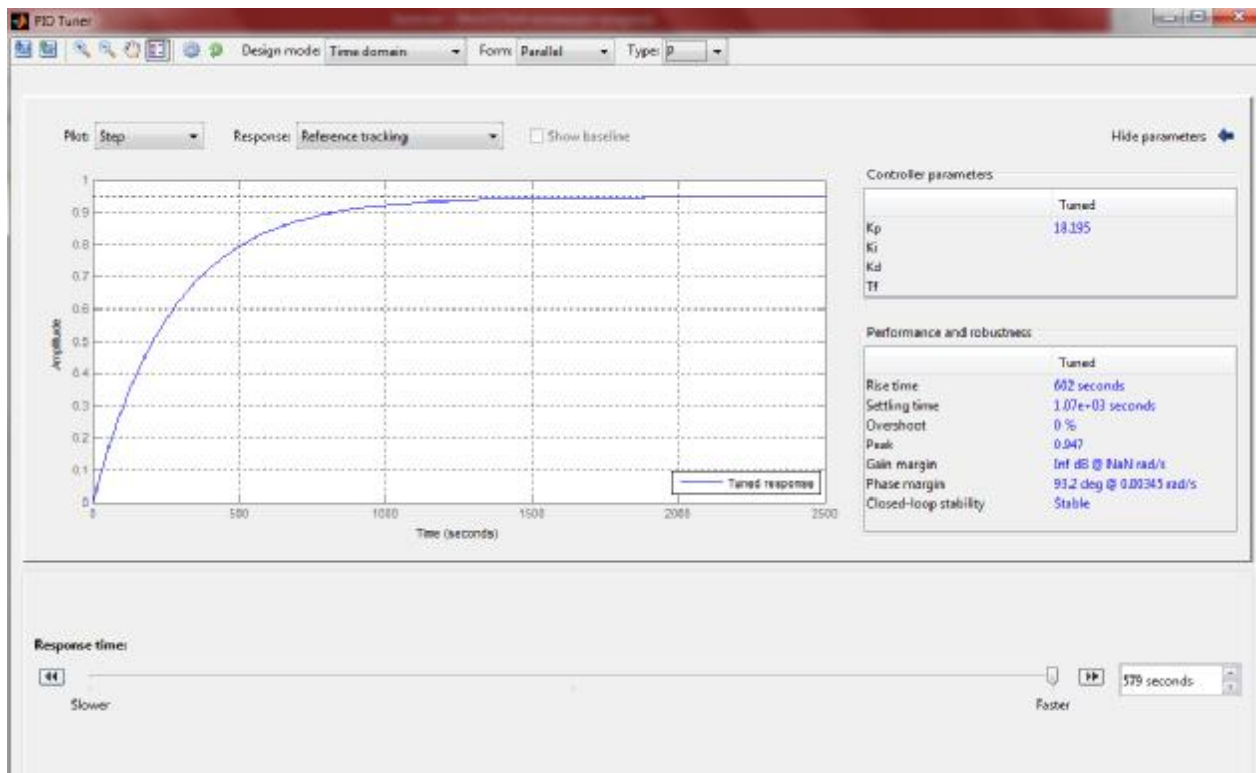 PID Tuner
Design mode: Time domain Form: Parallel Type: P
Plot: Step Response: Reference tracking Show baseline Hide parameters
Controller parameters
Tuned
Kp 18.195
Ki
Kd
Tf
Performance and robustness
Tuned
Rise time 602 seconds
Settling time 1.07e+03 seconds
Overshoot 0 %
Peak 0.947
Gain margin Inf dB @ NaN rad/s
Phase margin 93.2 deg @ 0.00345 rad/s
Closed-loop stability Stable
Amplitude
1
0.9
0.8
0.7
0.6
0.5
0.4
0.3
0.2
0.1
0
Tuned response
0 500 1000 1500 2000 2500
Time (seconds)
Response time:
579 seconds
Slower Faster